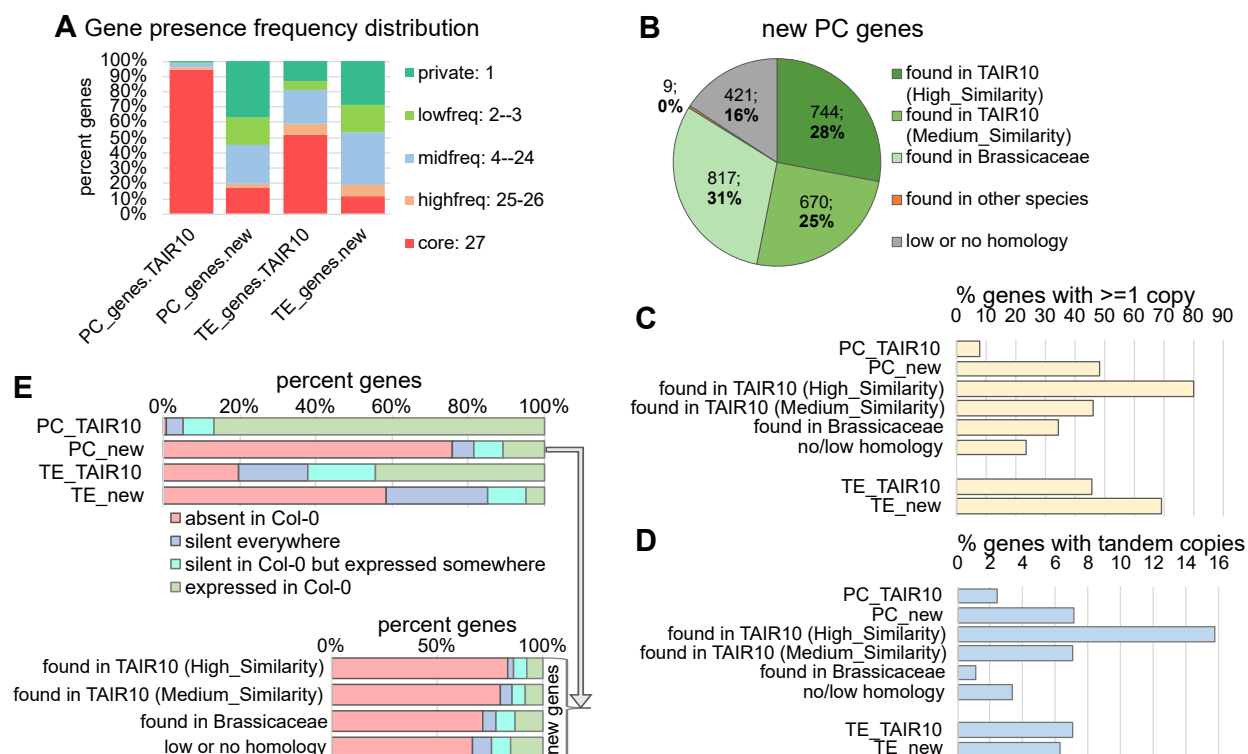 A Gene presence frequency distribution
percent genes
100%
90%
80%
70%
60%
50%
40%
30%
20%
10%
0%
PC_genes.TAIR10
PC_genes.new
TE_genes.TAIR10
TE_genes.new
private: 1
lowfreq: 2--3
midfreq: 4--24
highfreq: 25-26
core: 27
B new PC genes
9;
0%
421;
16%
744;
28%
817;
31%
670;
25%
found in TAIR10
(High_Similarity)
found in TAIR10
(Medium_Similarity)
found in Brassicaceae
found in other species
low or no homology
C
% genes with >=1 copy
0 10 20 30 40 50 60 70 80 90
PC_TAIR10
PC_new
found in TAIR10 (High_Similarity)
found in TAIR10 (Medium_Similarity)
found in Brassicaceae
no/low homology
TE_TAIR10
TE_new
D
% genes with tandem copies
0 2 4 6 8 10 12 14 16
PC_TAIR10
PC_new
found in TAIR10 (High_Similarity)
found in TAIR10 (Medium_Similarity)
found in Brassicaceae
no/low homology
TE_TAIR10
TE_new
E
percent genes
0% 20% 40% 60% 80% 100%
PC_TAIR10
PC_new
TE_TAIR10
TE_new
absent in Col-0
silent everywhere
silent in Col-0 but expressed somewhere
expressed in Col-0
percent genes
0% 50% 100%
found in TAIR10 (High_Similarity)
found in TAIR10 (Medium_Similarity)
found in Brassicaceae
low or no homology
new genes